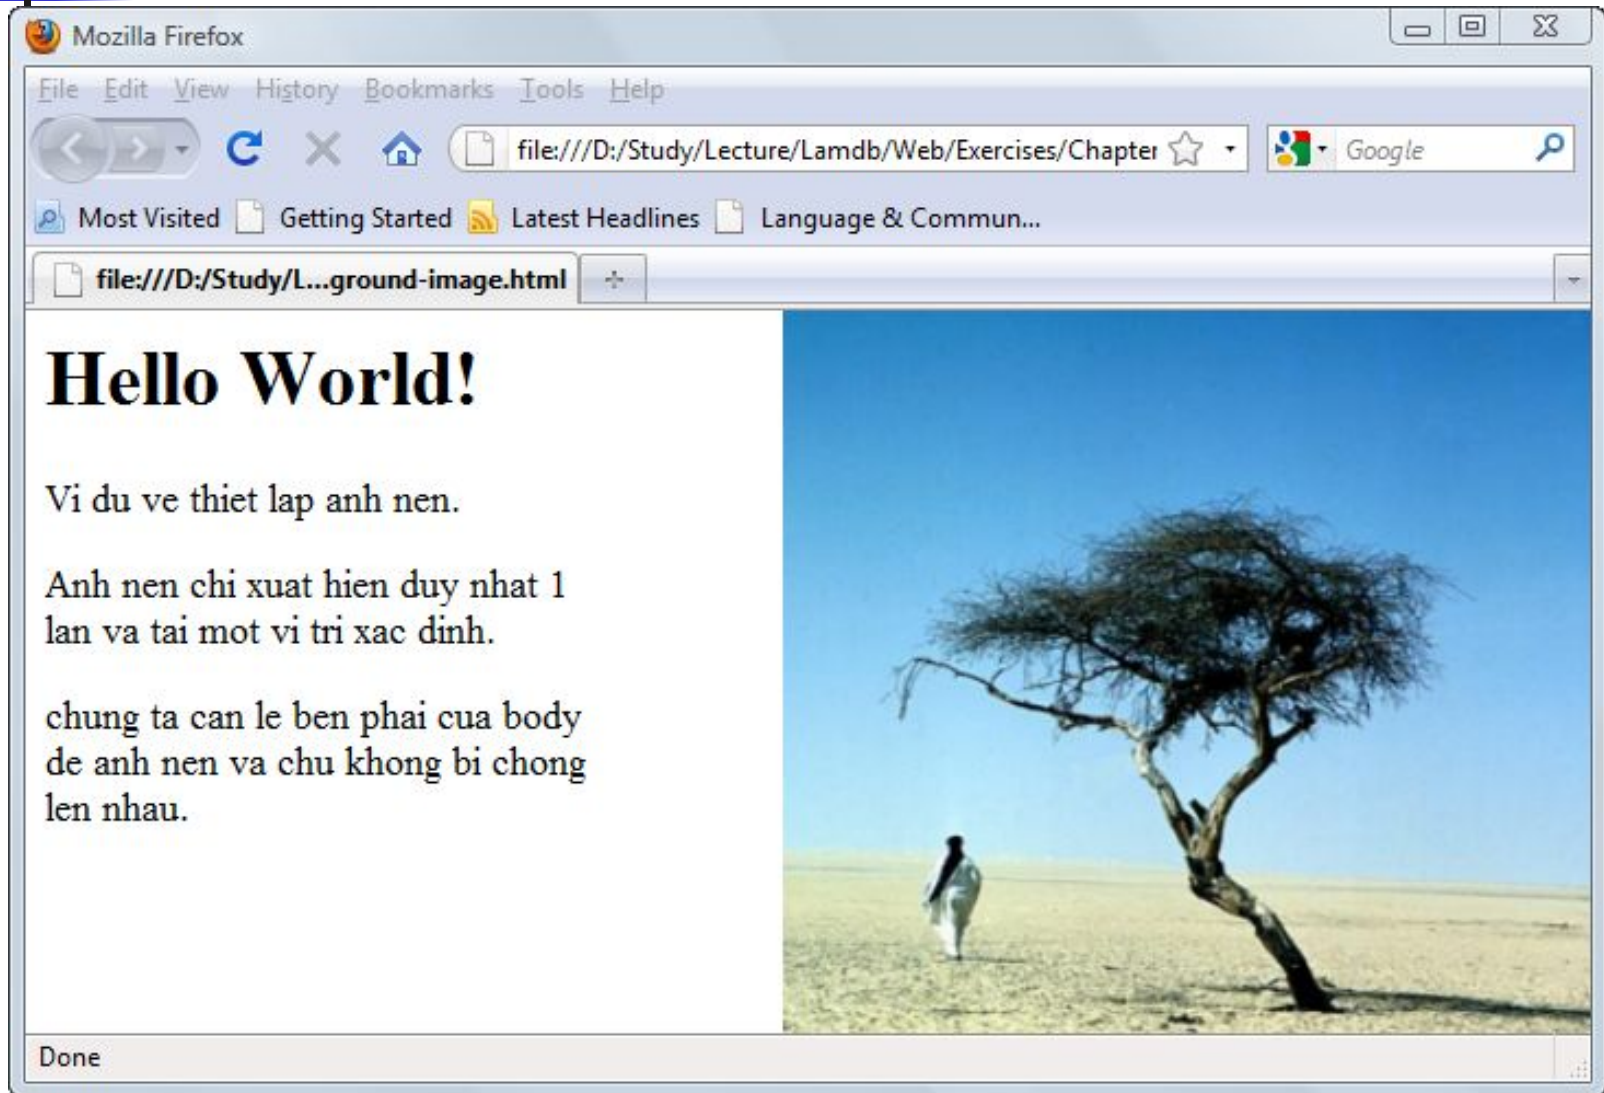 Mozilla Firefox
File Edit View History Bookmarks Tools Help
file:///D:/Study/Lecture/Lamdb/Web/Exercises/Chapter
Google
Most Visited Getting Started Latest Headlines Language & Commun...
file:///D:/Study/L...ground-image.html
Hello World!
Vi du ve thiet lap anh nen.
Anh nen chi xuat hien duy nhat 1
lan va tai mot vi tri xac dinh.
chung ta can le ben phai cua body
de anh nen va chu khong bi chong
len nhau.
Done